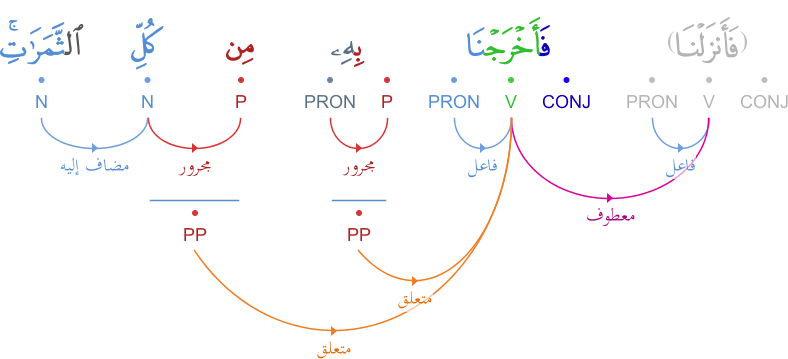 (فَأَنزَلْنَا) فَأَخْرَجْنَا بِهِۦ مِن كُلِّ ٱلثَّمَرَٰتِ ۚ
CONJ V PRON CONJ V PRON P PRON P N N
فاعل فاعل مجرور مجرور مضاف إليه
معطوف
PP PP
متعلق
متعلق